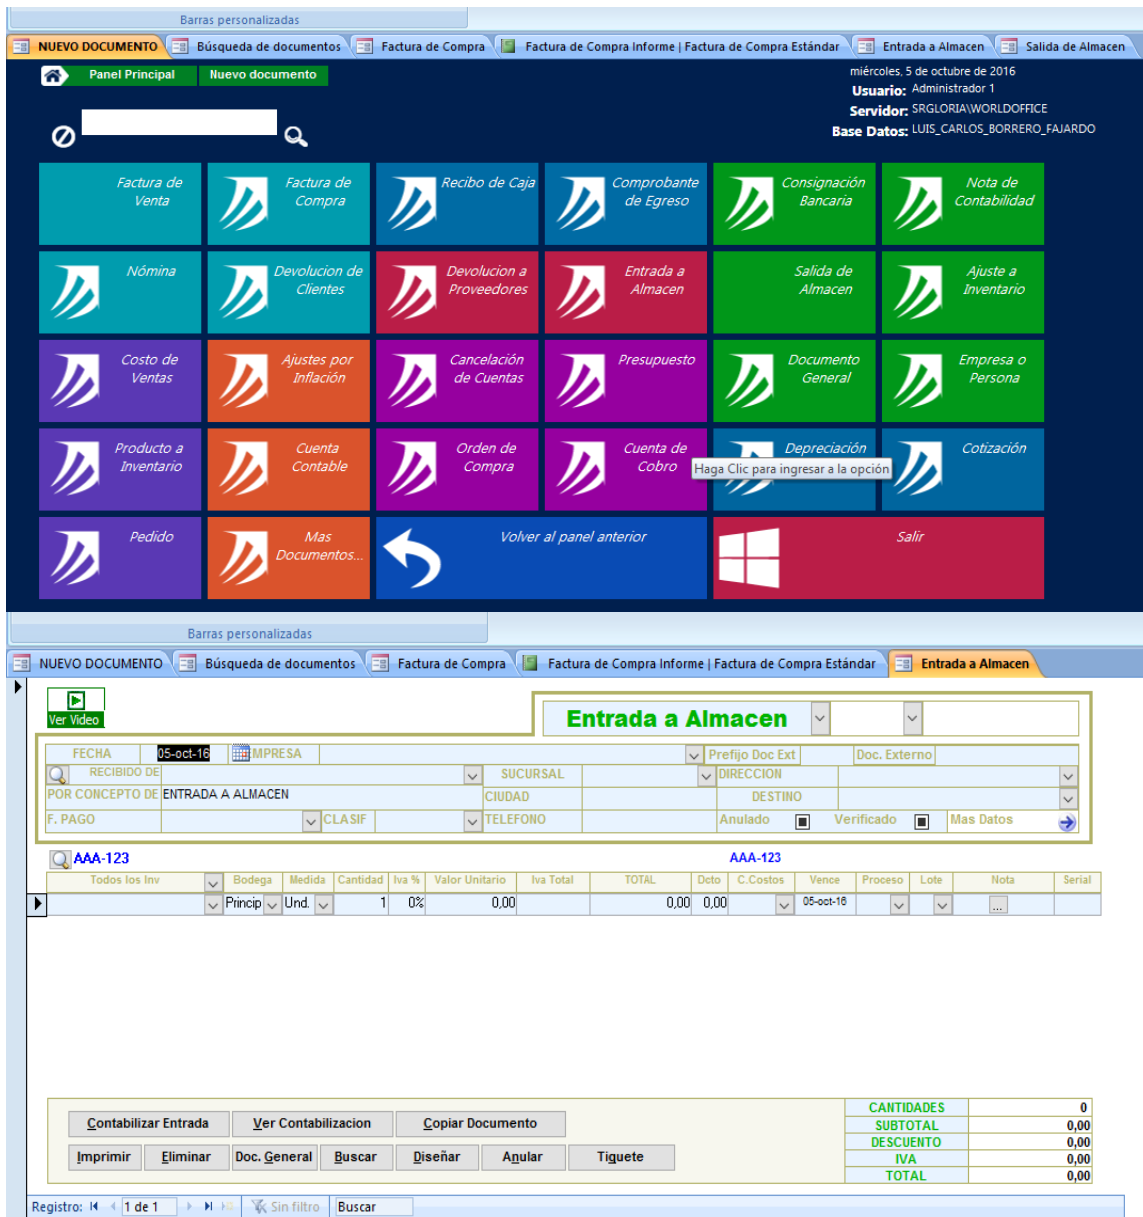 Barras personalizadas
NUEVO DOCUMENTO Búsqueda de documentos Factura de Compra Factura de Compra Informe | Factura de Compra Estándar Entrada a Almacen Salida de Almacen
Panel Principal Nuevo documento
miércoles, 5 de octubre de 2016
Usuario: Administrador 1
Servidor: SRGLORIA\WORLDOFFICE
Base Datos: LUIS_CARLOS_BORRERO_FAJARDO
Factura de Venta
Factura de Compra
Recibo de Caja
Comprobante de Egreso
Consignación Bancaria
Nota de Contabilidad
Nómina
Devolucion de Clientes
Devolucion a Proveedores
Entrada a Almacen
Salida de Almacen
Ajuste a Inventario
Costo de Ventas
Ajustes por Inflación
Cancelación de Cuentas
Presupuesto
Documento General
Empresa o Persona
Producto a Inventario
Cuenta Contable
Orden de Compra
Cuenta de Cobro
Depreciación
Haga Clic para ingresar a la opción
Cotización
Pedido
Mas Documentos...
Volver al panel anterior
Salir
Barras personalizadas
NUEVO DOCUMENTO Búsqueda de documentos Factura de Compra Factura de Compra Informe | Factura de Compra Estándar Entrada a Almacen
Ver Video
Entrada a Almacen
FECHA 05-oct-16 MPRESA Prefijo Doc Ext Doc. Externo
RECIBIDO DE SUCURSAL DIRECCION
POR CONCEPTO DE ENTRADA A ALMACEN CIUDAD DESTINO
F. PAGO CLASIF TELEFONO Anulado Verificado Mas Datos
AAA-123 AAA-123
Todos los Inv Bodega Medida Cantidad Iva % Valor Unitario Iva Total TOTAL Dcto C.Costos Vence Proceso Lote Nota Serial
Princip Und. 1 0% 0,00 0,00 0,00 05-oct-16 ...
Contabilizar Entrada Ver Contabilizacion Copiar Documento
Imprimir Eliminar Doc. General Buscar Diseñar Anular Tiquete
CANTIDADES 0
SUBTOTAL 0,00
DESCUENTO 0,00
IVA 0,00
TOTAL 0,00
Registro: 1 de 1 Sin filtro Buscar